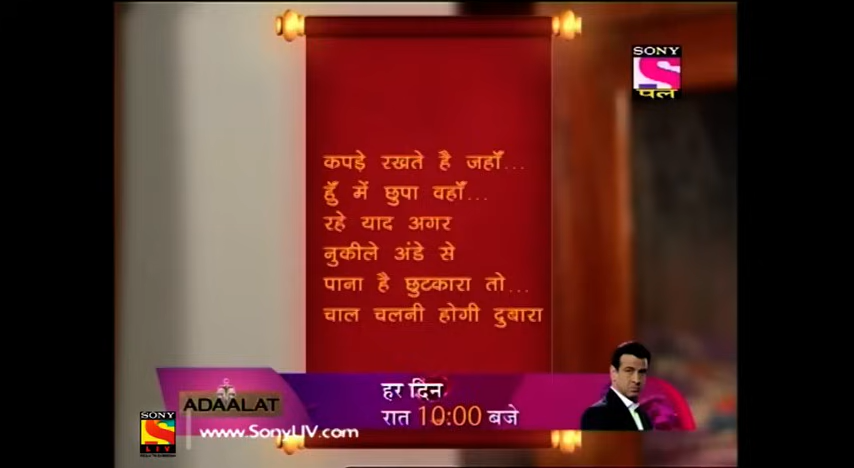 SONY
S
पल
कपड़े रखते है जहाँ...
हूँ में छुपा वहाँ...
रहे याद अगर
नुकीले अंडे से
पाना है छुटकारा तो...
चाल चलनी होगी दुबारा
हर दिन
ADAALAT
रात 10:00 बजे
SONY
S
LIV
www.SonyLIV.com